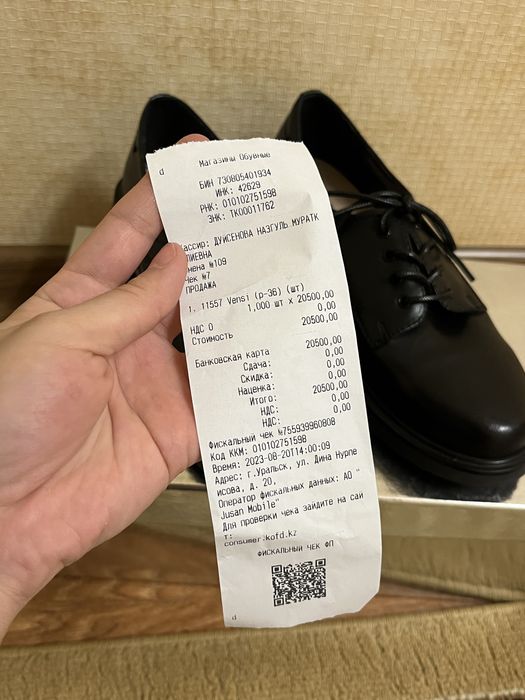 d
Магазины Обувные
БИН 730805401934
ИНК: 42629
РНК: 010102751598
ЗНК: TK00011762
ассир: ДУЙСЕНОВА НАЗГУЛЬ МУРАТК
ЛИЕВНА
мена №109
Чек №7
ПРОДАЖА
1. 11557 Vensi (р-36) (шт)
1,000 шт x 20500,00
НДС 0 0,00
Стоимость 20500,00
Банковская карта 20500,00
Сдача: 0,00
Скидка: 0,00
Наценка: 0,00
Итого: 20500,00
НДС: 0,00
НДС: 0,00
Фискальный чек №755939960808
Код ККМ: 010102751598
Время: 2023-08-20T14:00:09
Адрес: г.Уральск, ул. Дина Нурпе
исова, д. 20,
Оператор фискальных данных: АО "
Jusan Mobile"
Для проверки чека зайдите на сай
т:
consumer:kofd.kz
ФИСКАЛЬНЫЙ ЧЕК ФП
d